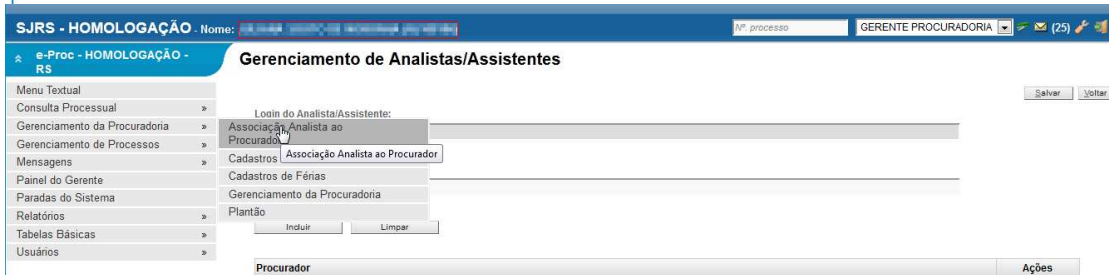 SJRS - HOMOLOGAÇÃO - Nome:
Nº. processo
GERENTE PROCURADORIA
(25)
e-Proc - HOMOLOGAÇÃO -
RS
Gerenciamento de Analistas/Assistentes
Menu Textual
Salvar Voltar
Consulta Processual »
Login do Analista/Assistente:
Gerenciamento da Procuradoria »
Associação Analista ao
Procurador
Gerenciamento de Processos »
Associação Analista ao Procurador
Mensagens »
Cadastros
Painel do Gerente
Cadastros de Férias
Paradas do Sistema
Gerenciamento da Procuradoria
Relatórios »
Plantão
Tabelas Básicas »
Incluir Limpar
Usuários »
Procurador Ações